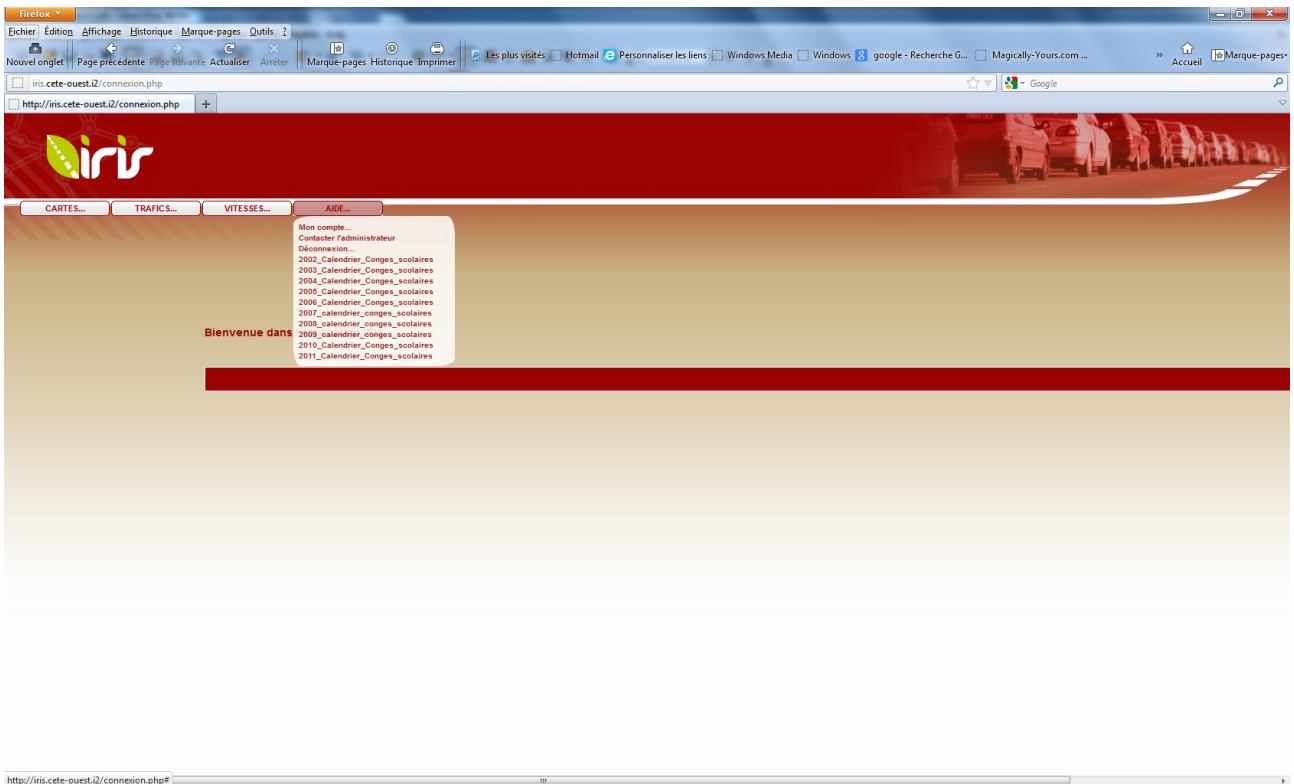 Firefox
Fichier Édition Affichage Historique Marque-pages Outils ?
Nouvel onglet Page précédente Page suivante Actualiser Arrêter Marque-pages Historique Imprimer Les plus visités Hotmail Personnaliser les liens Windows Media Windows google - Recherche G... Magically-Yours.com ... » Accueil Marque-pages
iris.cete-ouest.i2/connexion.php Google
http://iris.cete-ouest.i2/connexion.php +
iris
CARTES... TRAFICS... VITESSES... AIDE...
Mon compte...
Contacter l'administrateur
Déconnexion...
2002_Calendrier_Conges_scolaires
2003_Calendrier_Conges_scolaires
2004_Calendrier_Conges_scolaires
2005_Calendrier_Conges_scolaires
2006_Calendrier_Conges_scolaires
2007_calendrier_conges_scolaires
2008_calendrier_conges_scolaires
Bienvenue dans
2009_calendrier_conges_scolaires
2010_Calendrier_Conges_scolaires
2011_Calendrier_Conges_scolaires
http://iris.cete-ouest.i2/connexion.php#